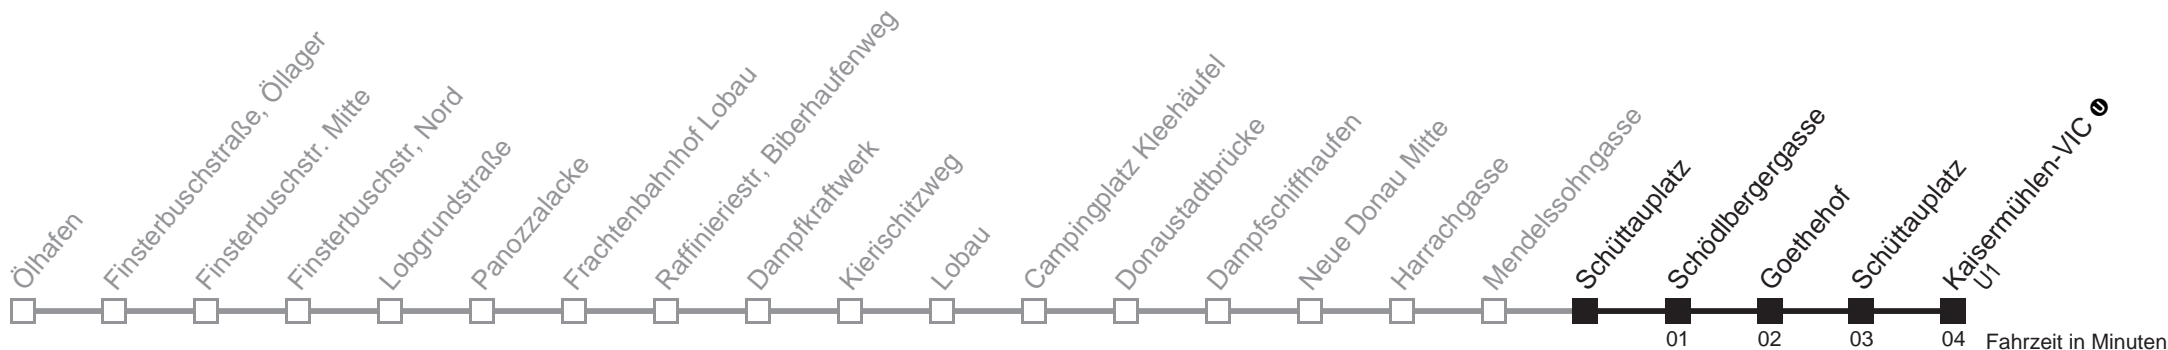 Ölhafen
Finsterbuschstraße, Öllager
Finsterbuschstr. Mitte
Finsterbuschstr, Nord
Lobgrundstraße
Panozzalacke
Frachtenbahnhof Lobau
Raffinieriestr, Biberhaufenweg
Dampfkraftwerk
Kierischitzweg
Lobau
Campingplatz Kleehäufel
Donaustadtbrücke
Dampfschiffhaufen
Neue Donau Mitte
Harrachgasse
Mendelssohngasse
Schüttauplatz
Schödlbergergasse
Goethehof
Schüttauplatz
Kaisermühlen-VIC U
U1
01 02 03 04 Fahrzeit in Minuten